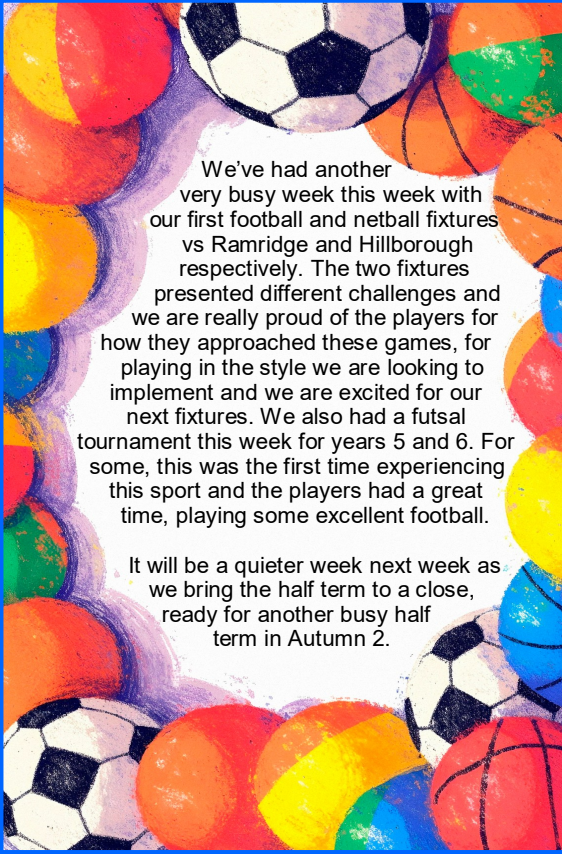 We’ve had another
very busy week this week with
our first football and netball fixtures
vs Ramridge and Hillborough
respectively. The two fixtures
presented different challenges and
we are really proud of the players for
how they approached these games, for
playing in the style we are looking to
implement and we are excited for our
next fixtures. We also had a futsal
tournament this week for years 5 and 6. For
some, this was the first time experiencing
this sport and the players had a great
time, playing some excellent football.
It will be a quieter week next week as
we bring the half term to a close,
ready for another busy half
term in Autumn 2.